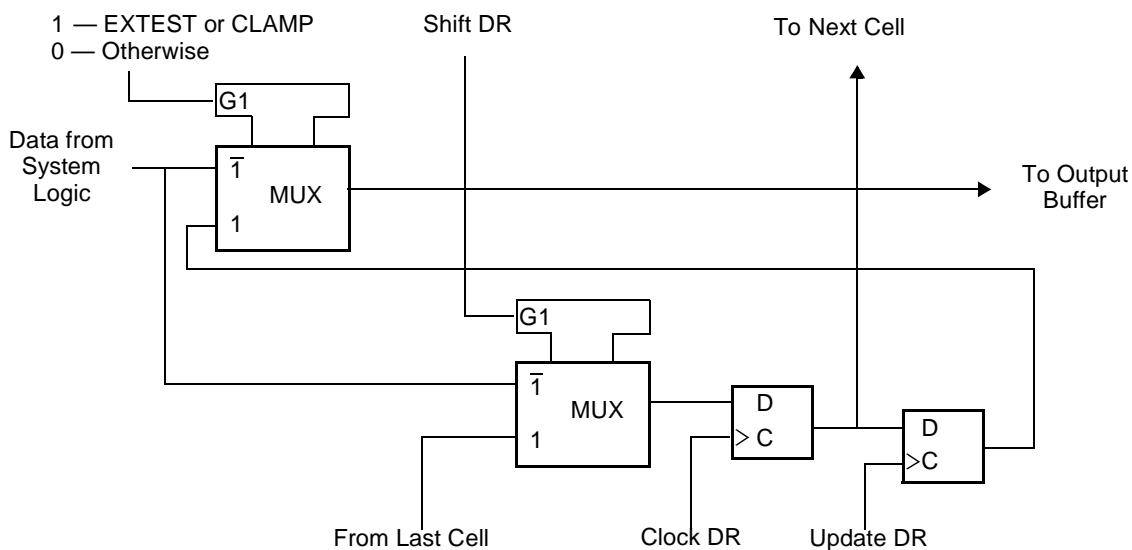 1 — EXTEST or CLAMP
0 — Otherwise
Shift DR
To Next Cell
G1
Data from
System
Logic
1
MUX
1
To Output
Buffer
G1
1
MUX
1
D
C
D
C
From Last Cell
Clock DR
Update DR